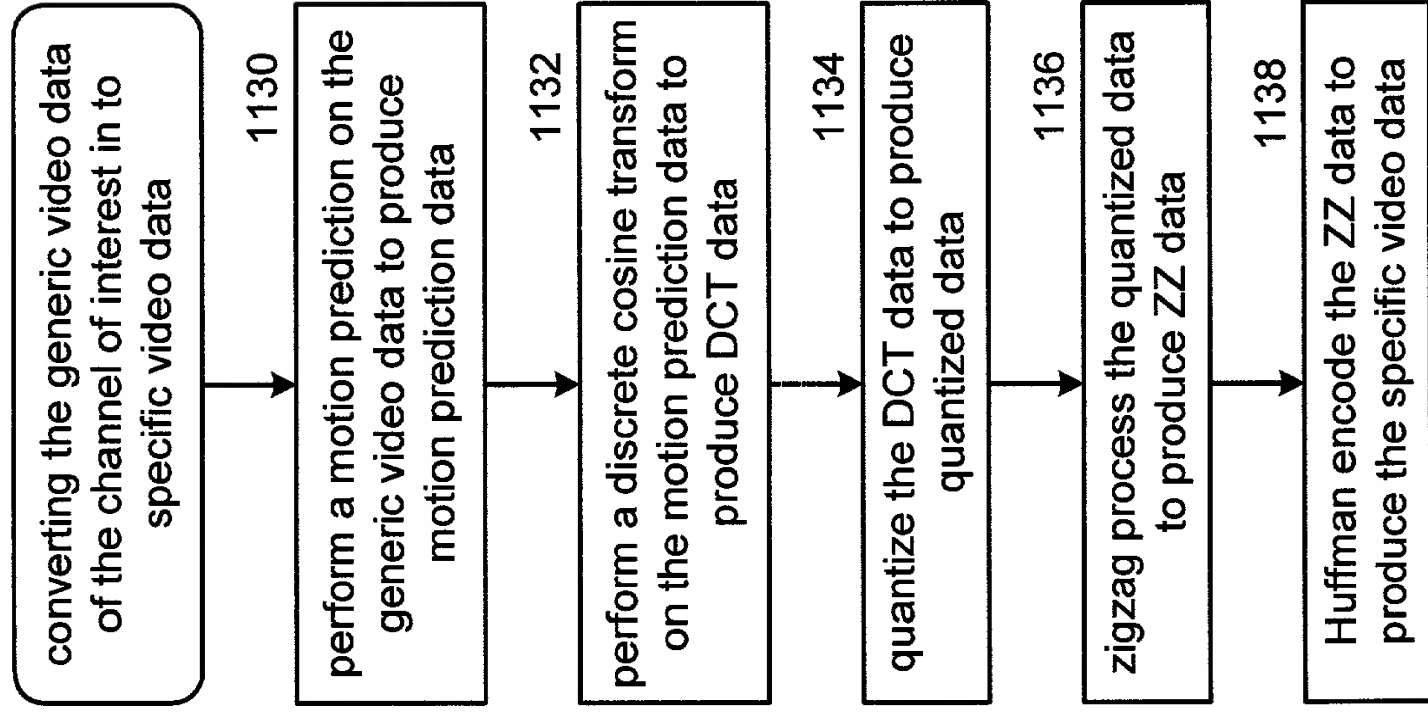 converting the generic video data
of the channel of interest in to
specific video data
1130
perform a motion prediction on the
generic video data to produce
motion prediction data
1132
perform a discrete cosine transform
on the motion prediction data to
produce DCT data
1134
quantize the DCT data to produce
quantized data
1136
zigzag process the quantized data
to produce ZZ data
1138
Huffman encode the ZZ data to
produce the specific video data